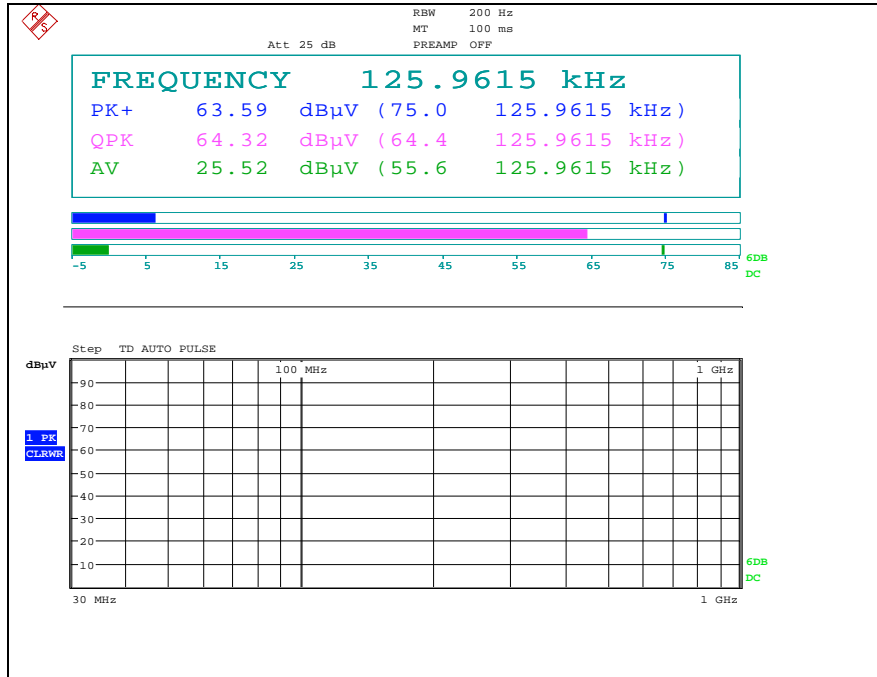 R S
RBW 200 Hz
MT 100 ms
Att 25 dB PREAMP OFF
FREQUENCY 125.9615 kHz
PK+ 63.59 dBµV (75.0 125.9615 kHz)
QPK 64.32 dBµV (64.4 125.9615 kHz)
AV 25.52 dBµV (55.6 125.9615 kHz)
-5 5 15 25 35 45 55 65 75 85
6DB
DC
Step TD AUTO PULSE
dBµV
100 MHz 1 GHz
90
80
70
1 PK
CLRWR
60
50
40
30
20
10
6DB
DC
30 MHz 1 GHz